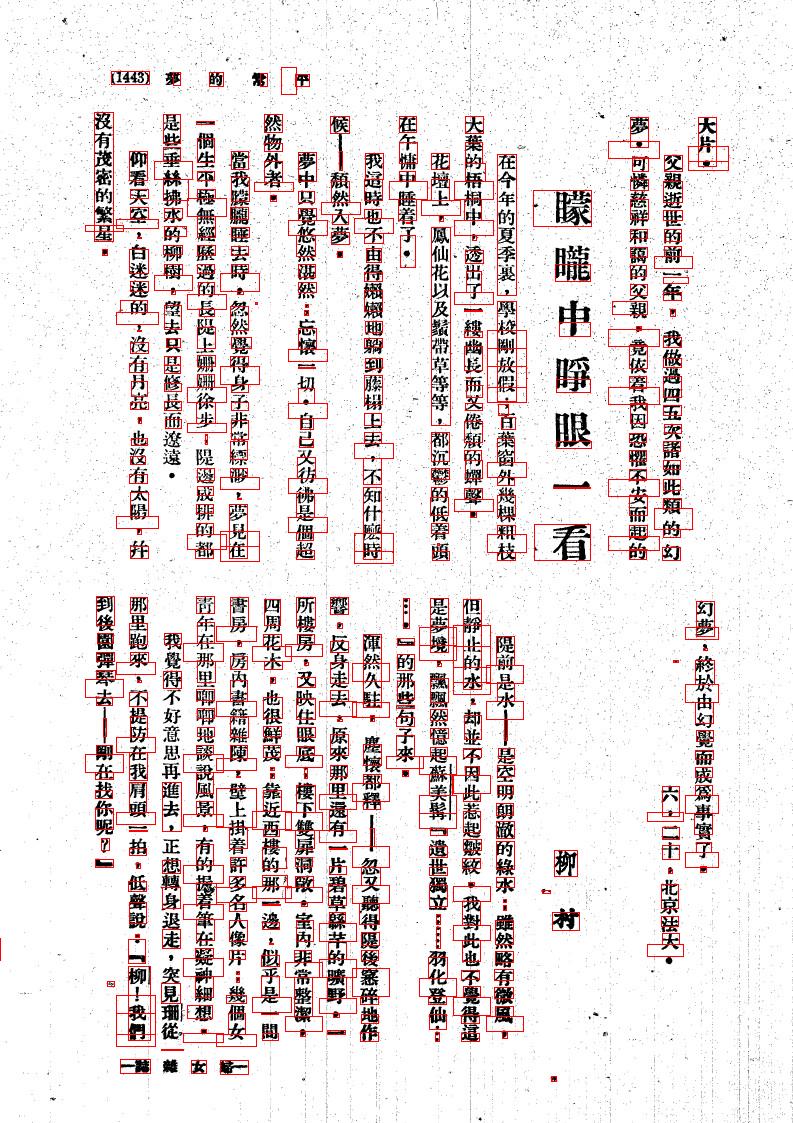 平常的夢 (1443)
大片。
父親逝世的前一年。我做過四五次諸如此類的幻
夢。可憐慈祥和藹的父親。竟依着我因恐懼不安而起的
幻夢，終於由幻覺而成爲事實了。
六，二十，北京法大。
矇矓中睜眼一看
柳村
在今年的夏季裏，學校剛放假；百葉窗外幾棵粗枝
大葉的梧桐中，透出了一縷幽長而又倦頹的蟬聲。
花壇上，鳳仙花以及鬚帶草等等，都沉鬱的低着頭
在午慵中睡着了。
我這時也不由得嬾嬾地躺到藤榻上去，不知什麽時
候——頹然入夢。
夢中只覺悠然漠然。忘懷一切。自己又彷彿是個超
然物外者。
當我朦朧睡去時，忽然覺得身子非常縹渺，夢見在
一個生平極無經歷過的長隄上姍姍徐步。隄邊成排的都
是些垂絲拂水的柳樹，望去只是修長而遼遠。
仰看天空，白迷迷的，沒有月亮，也沒有太陽，幷
沒有茂密的繁星。
隄前是水——是空明朗澈的綠水。雖然略有微風，
但靜止的水，却並不因此惹起皺紋。我對此也不覺得這
是夢境。飄飄然憶起蘇美髯『遺世獨立……羽化登仙…
…』的那些句子來。
渾然久駐，塵懷都釋——忽又聽得隄後窸碎地作
響。反身走去，原來那里還有一片碧草緜芊的曠野。一
所樓房，又映住眼底。樓下雙扉洞敞。室內非常整潔。
四周花木，也很鮮茂。靠近西樓的那一邊，似乎是一間
書房，房內書籍雜陳，壁上掛着許多名人像片。幾個女
青年在那里唧唧地談說風景，有的握着筆在凝神細想。
我覺得不好意思再進去，正想轉身退走，突見珊從
那里跑來，不提防在我肩頭一拍。低聲說：『柳！我們
到後園彈琴去——剛在找你呢？』
婦女雜誌